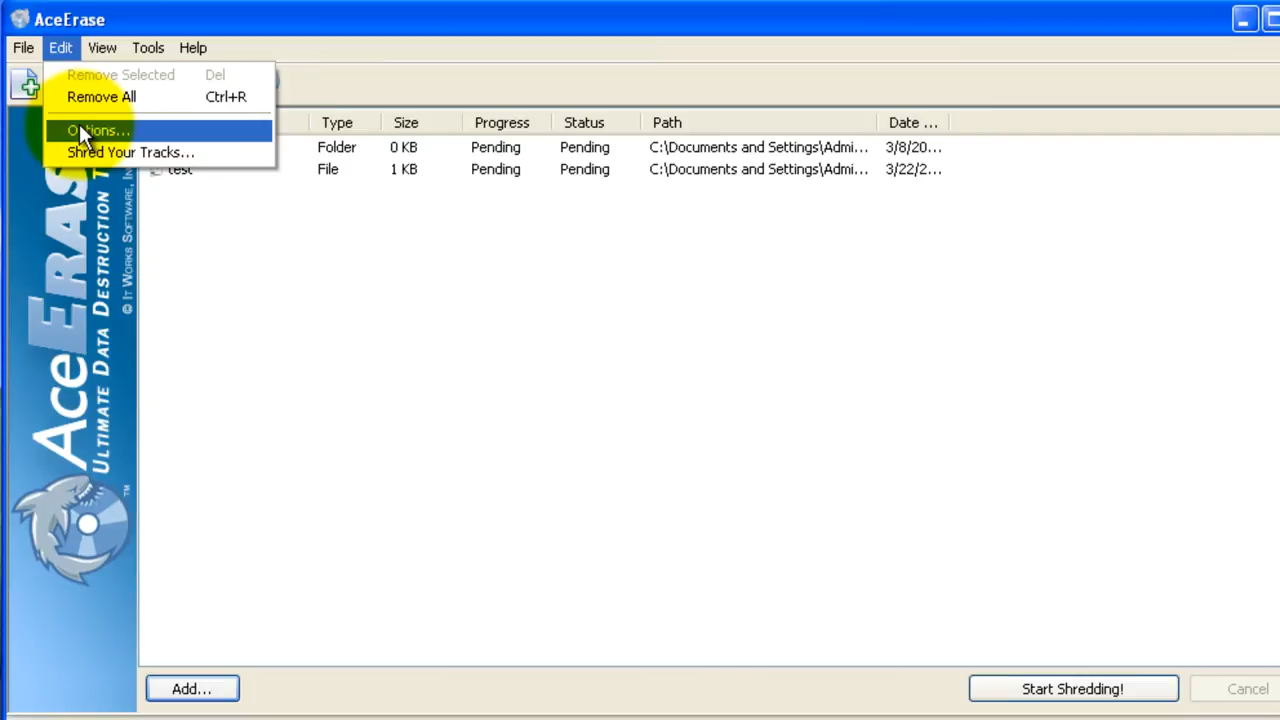 AceErase
File Edit View Tools Help
Remove Selected Del
Remove All Ctrl+R
Options...
Shred Your Tracks...
Type Size Progress Status Path Date ...
Folder 0 KB Pending Pending C:\Documents and Settings\Admi... 3/8/20...
test File 1 KB Pending Pending C:\Documents and Settings\Admi... 3/22/2...
AceEras
Ultimate Data Destruction T
© It Works Software, In
TM
Add... Start Shredding! Cancel